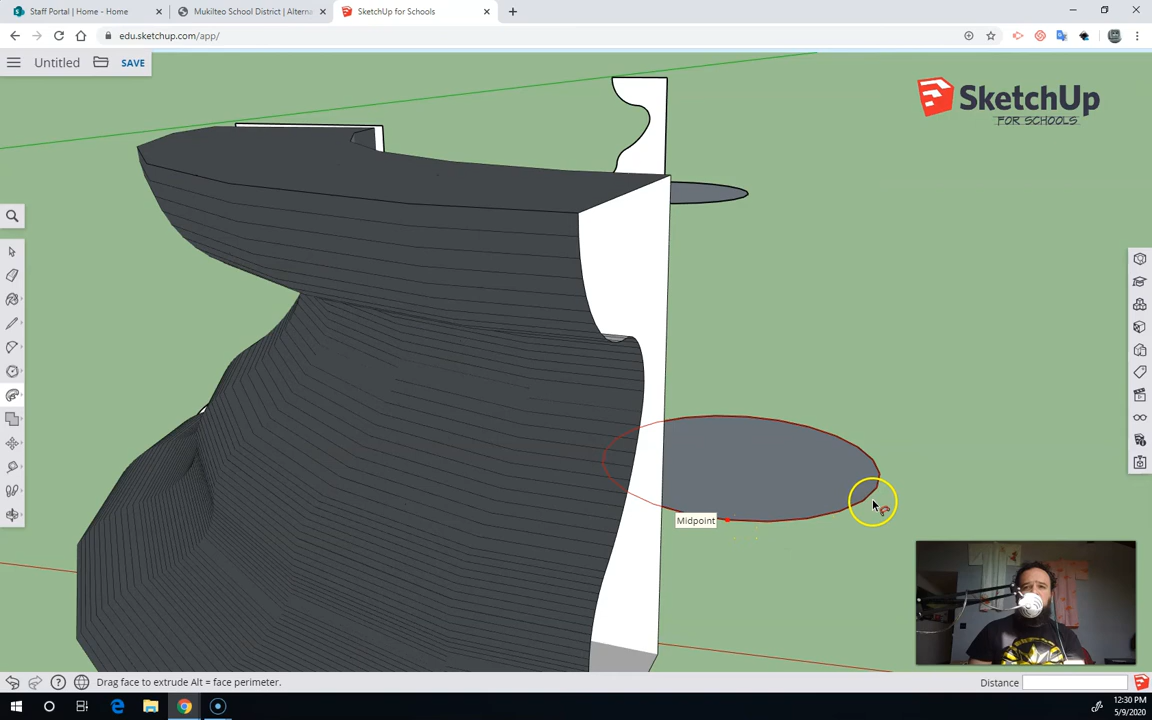 Staff Portal | Home - Home
Mukilteo School District | Alterna
SketchUp for Schools
edu.sketchup.com/app/
Untitled
SAVE
SketchUp
FOR SCHOOLS
Midpoint
Drag face to extrude Alt = face perimeter.
Distance
12:30 PM
5/9/2020